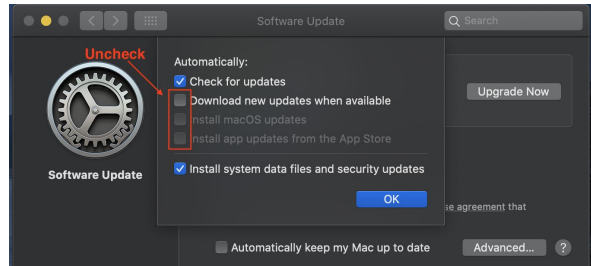 Software Update
Search
Uncheck
Automatically:
Check for updates
Download new updates when available
Install macOS updates
Install app updates from the App Store
Install system data files and security updates
OK
Upgrade Now
Software Update
se agreement that
Automatically keep my Mac up to date
Advanced...
?